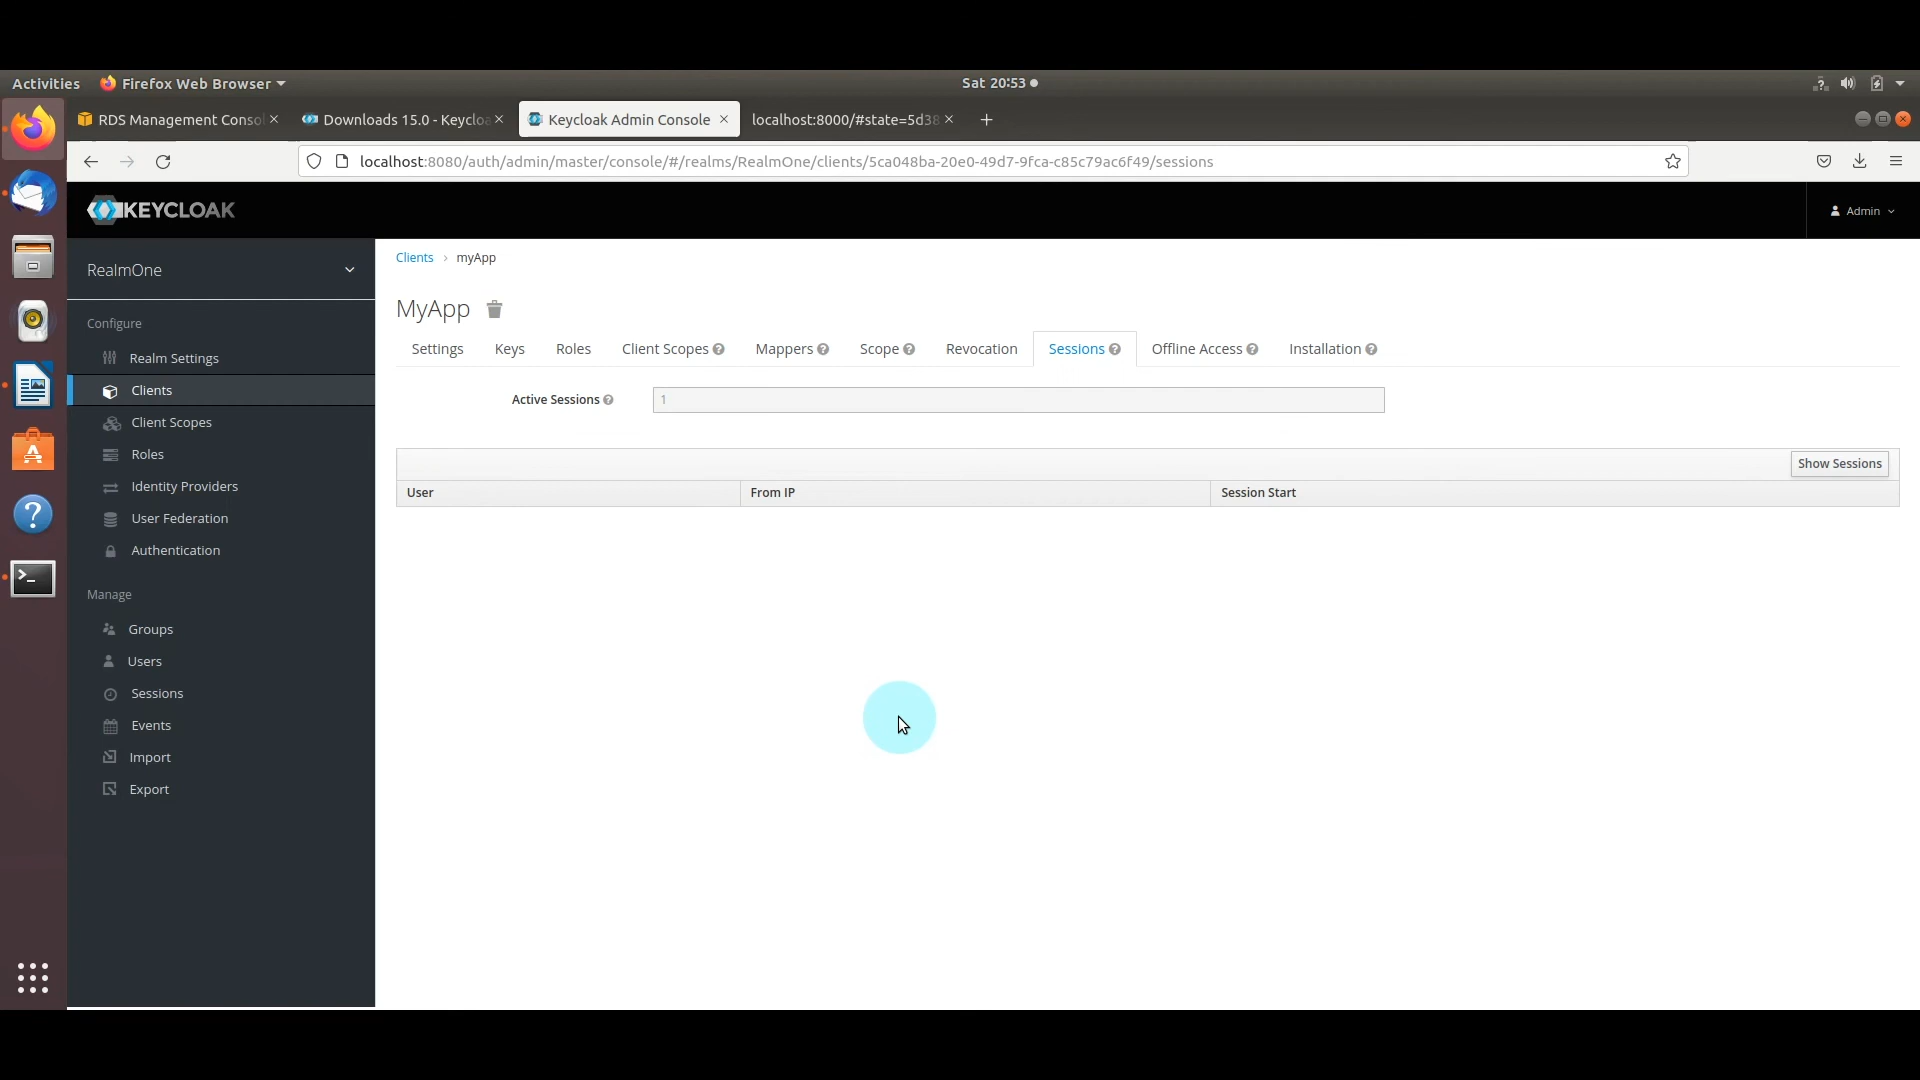 Activities
Firefox Web Browser
Sat 20:53
RDS Management Consol
Downloads 15.0 - Keycloa
Keycloak Admin Console
localhost:8000/#state=5d38
localhost:8080/auth/admin/master/console/#/realms/RealmOne/clients/5ca048ba-20e0-49d7-9fca-c85c79ac6f49/sessions
KEYCLOAK
Admin
RealmOne
Configure
Realm Settings
Clients
Client Scopes
Roles
Identity Providers
User Federation
Authentication
Manage
Groups
Users
Sessions
Events
Import
Export
Clients > myApp
MyApp
Settings Keys Roles Client Scopes Mappers Scope Revocation Sessions Offline Access Installation
Active Sessions 1
Show Sessions
User From IP Session Start